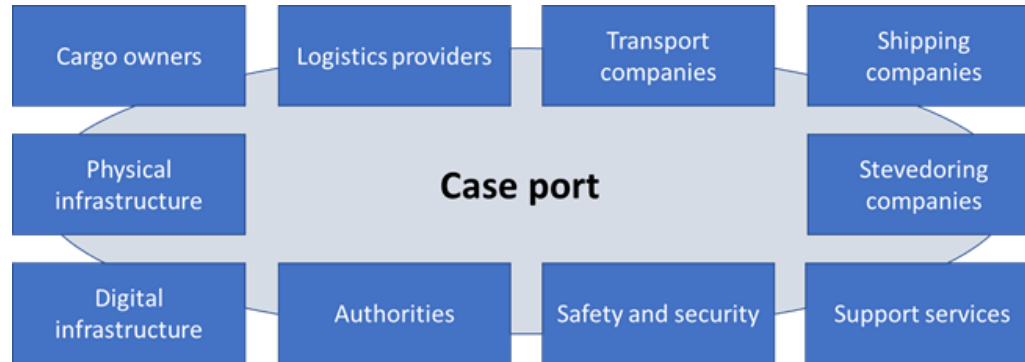 Cargo owners
Logistics providers
Transport
companies
Shipping
companies
Physical
infrastructure
Case port
Stevedoring
companies
Digital
infrastructure
Authorities
Safety and security
Support services